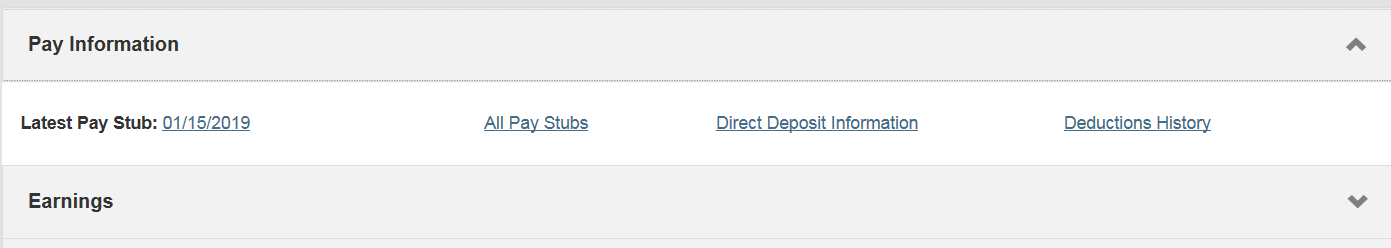 Pay Information
Latest Pay Stub: 01/15/2019 All Pay Stubs Direct Deposit Information Deductions History
Earnings